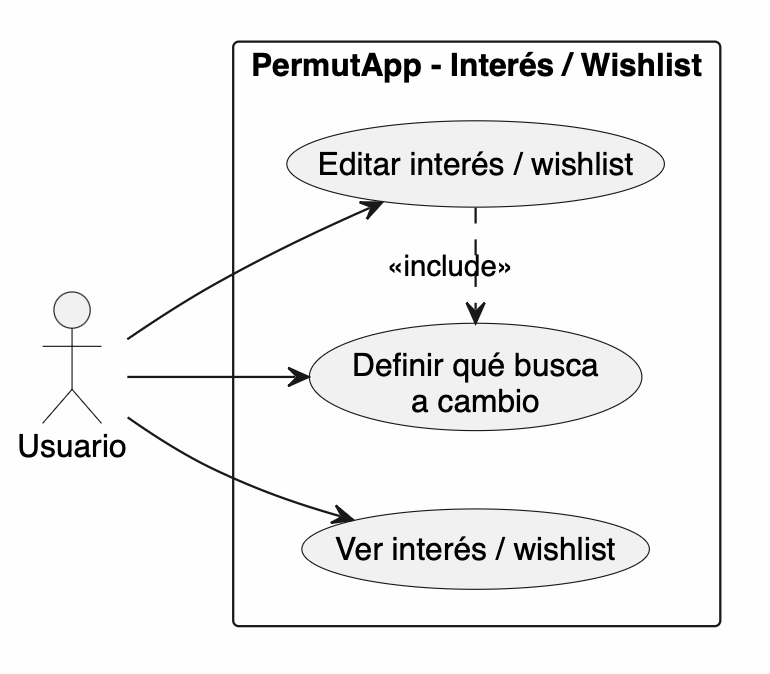 PermutApp - Interés / Wishlist
Editar interés / wishlist
«include»
Definir qué busca
a cambio
Usuario
Ver interés / wishlist